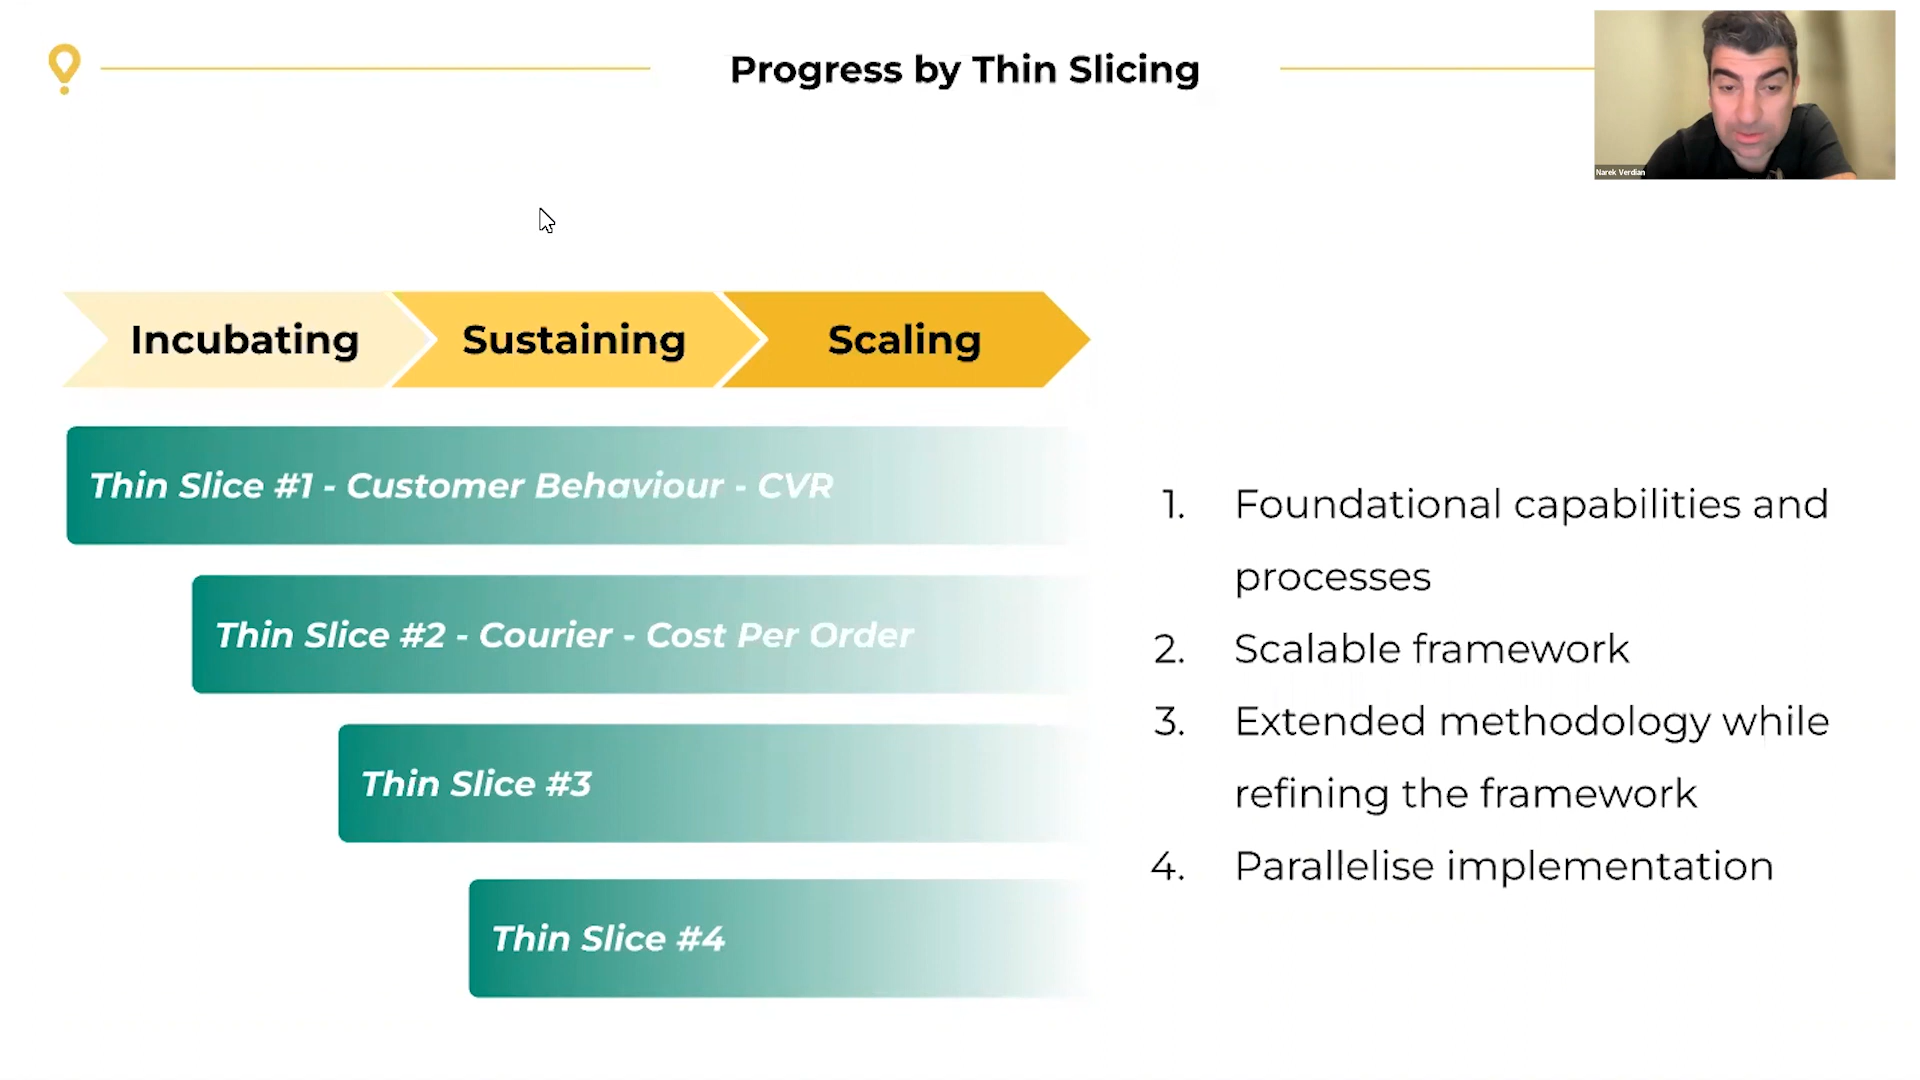 Progress by Thin Slicing
Narek Verdian
Incubating
Sustaining
Scaling
Thin Slice #1 - Customer Behaviour - CVR
Thin Slice #2 - Courier - Cost Per Order
Thin Slice #3
Thin Slice #4
1. Foundational capabilities and
processes
2. Scalable framework
3. Extended methodology while
refining the framework
4. Parallelise implementation